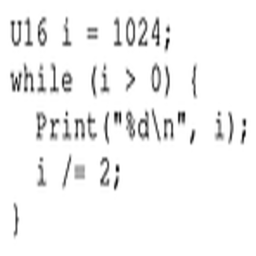 U16 i = 1024;
while (i > 0) {
  Print("%d\n", i);
  i /= 2;
}